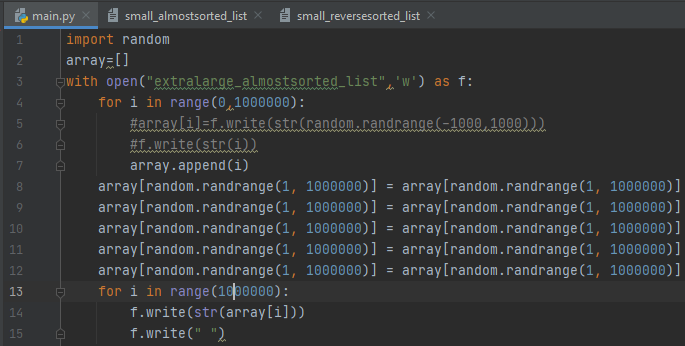 main.py small_almostsorted_list small_reversesorted_list
1 import random
2 array=[]
3 with open("extralarge_almostsorted_list",'w') as f:
4     for i in range(0,1000000):
5         #array[i]=f.write(str(random.randrange(-1000,1000)))
6         #f.write(str(i))
7         array.append(i)
8     array[random.randrange(1, 1000000)] = array[random.randrange(1, 1000000)]
9     array[random.randrange(1, 1000000)] = array[random.randrange(1, 1000000)]
10     array[random.randrange(1, 1000000)] = array[random.randrange(1, 1000000)]
11     array[random.randrange(1, 1000000)] = array[random.randrange(1, 1000000)]
12     array[random.randrange(1, 1000000)] = array[random.randrange(1, 1000000)]
13     for i in range(1000000):
14         f.write(str(array[i]))
15         f.write(" ")